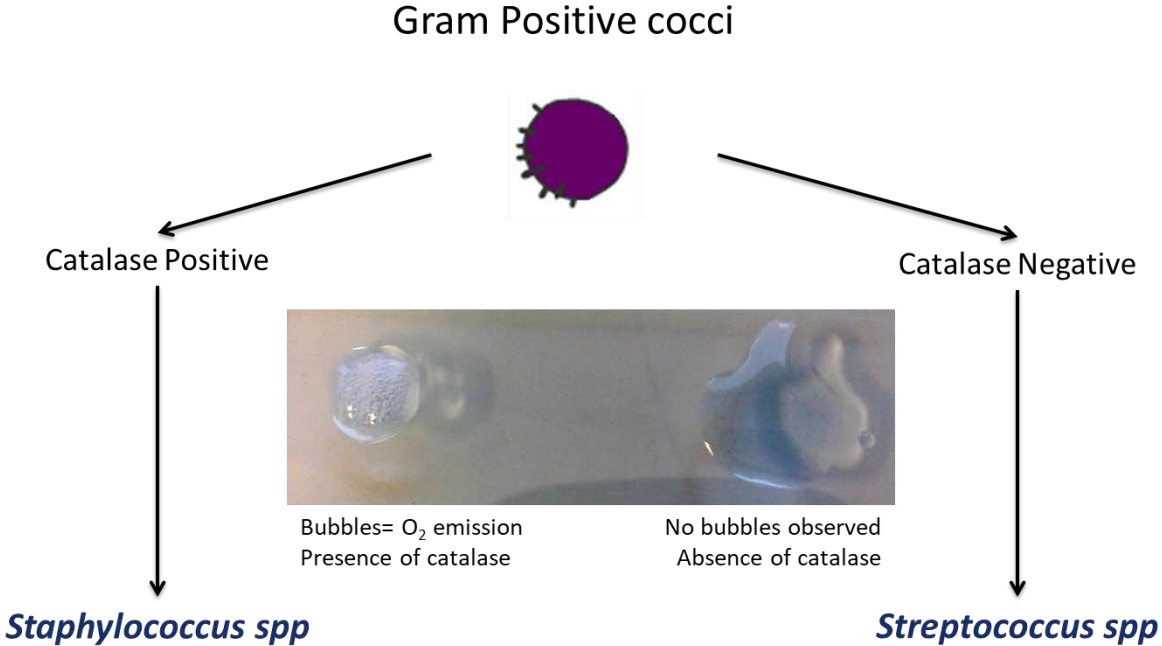 Gram Positive cocci
Catalase Positive
Catalase Negative
Bubbles= O₂ emission
Presence of catalase
No bubbles observed
Absence of catalase
Staphylococcus spp
Streptococcus spp